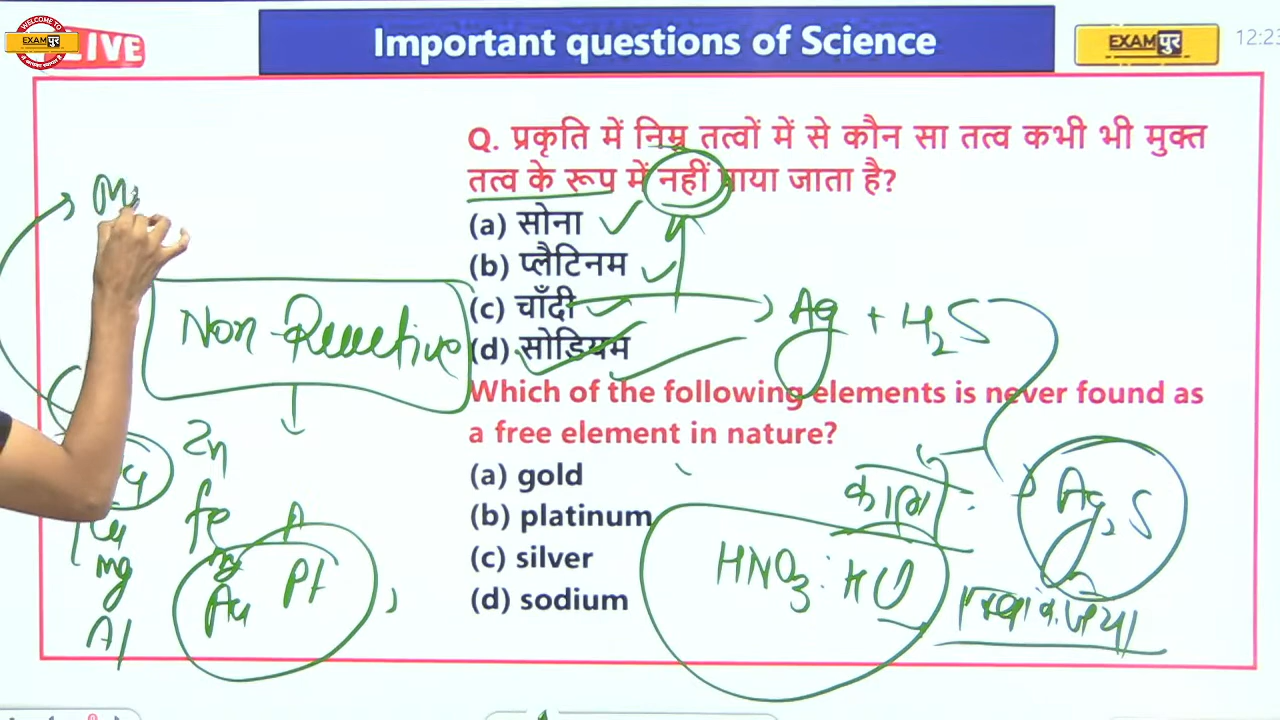 WELCOME TO
EXAMपुर
LIVE
Important questions of Science
EXAMपुर
12:23
Q. प्रकृति में निम्न तत्वों में से कौन सा तत्व कभी भी मुक्त
तत्व के रूप में नहीं पाया जाता है?
(a) सोना
(b) प्लैटिनम
(c) चाँदी
(d) सोडियम
Ag + H2S
Non-Reactive
Which of the following elements is never found as
a free element in nature?
(a) gold
(b) platinum
(c) silver
(d) sodium
Zn
Fe
Mg
Al
Au Pt
HNO3 : HCl
Ag2S